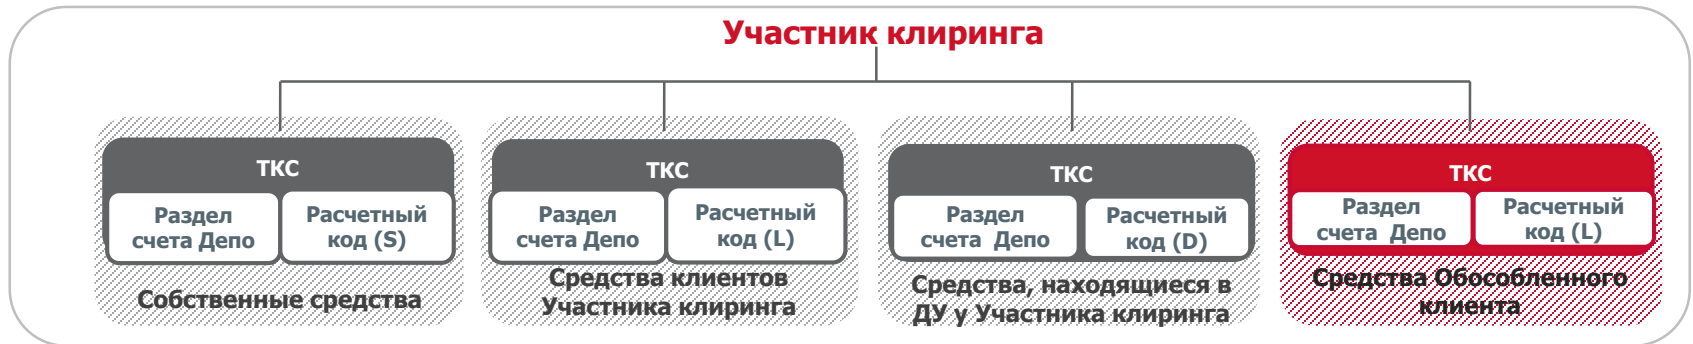 Участник клиринга
ТКС
Раздел
счета Депо
Расчетный
код (S)
Собственные средства
ТКС
Раздел
счета Депо
Расчетный
код (L)
Средства клиентов
Участника клиринга
ТКС
Раздел
счета Депо
Расчетный
код (D)
Средства, находящиеся в
ДУ у Участника клиринга
ТКС
Раздел
счета Депо
Расчетный
код (L)
Средства Обособленного
клиента